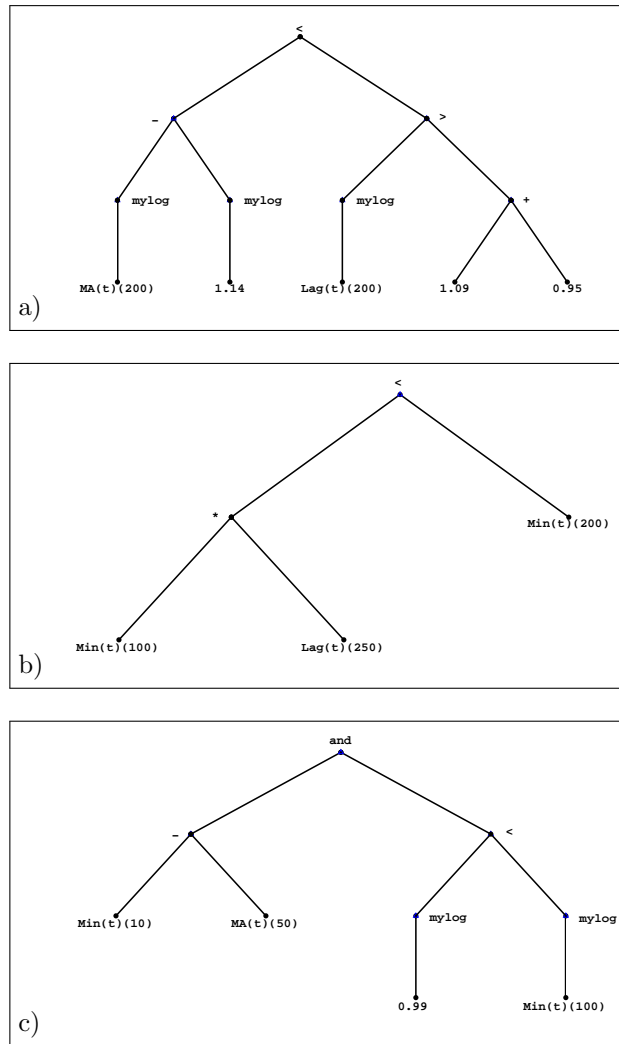 <
− >
mylog mylog mylog +
MA(t)(200) 1.14 Lag(t)(200) 1.09 0.95
a)
<
*
Min(t)(200)
Min(t)(100) Lag(t)(250)
b)
and
− <
Min(t)(10) MA(t)(50) mylog mylog
0.99 Min(t)(100)
c)